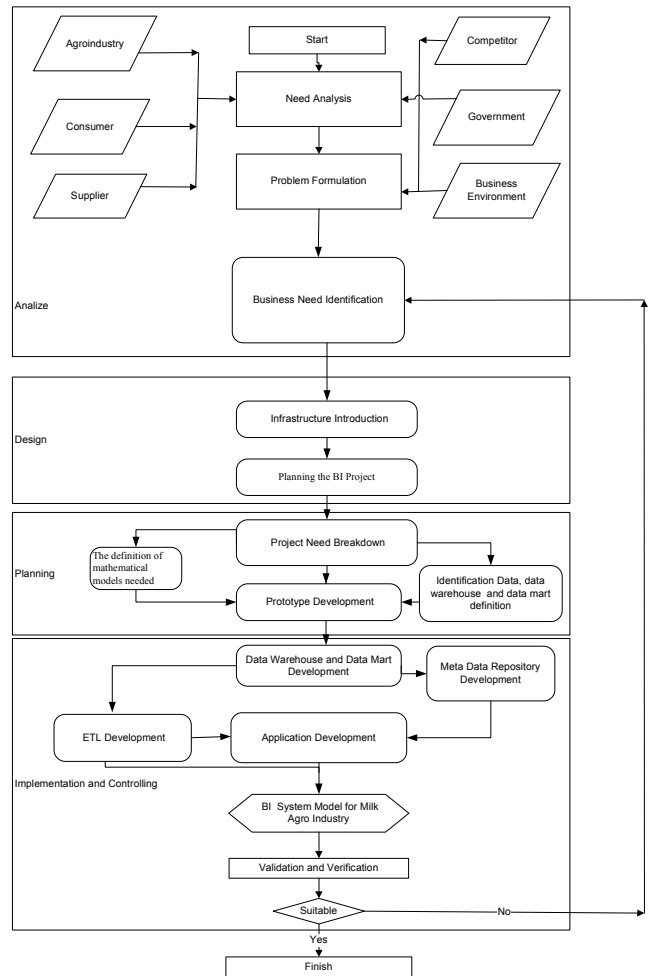 Agroindustry
Start
Competitor
Need Analysis
Consumer
Government
Problem Formulation
Supplier
Business
Environment
Business Need Identification
Analize
Infrastructure Introduction
Design
Planning the BI Project
Project Need Breakdown
The definition of
mathematical
models needed
Planning
Identification Data, data
warehouse and data mart
definition
Prototype Development
Data Warehouse and Data Mart
Development
Meta Data Repository
Development
ETL Development
Application Development
Implementation and Controlling
BI System Model for Milk
Agro Industry
Validation and Verification
Suitable
No
Yes
Finish